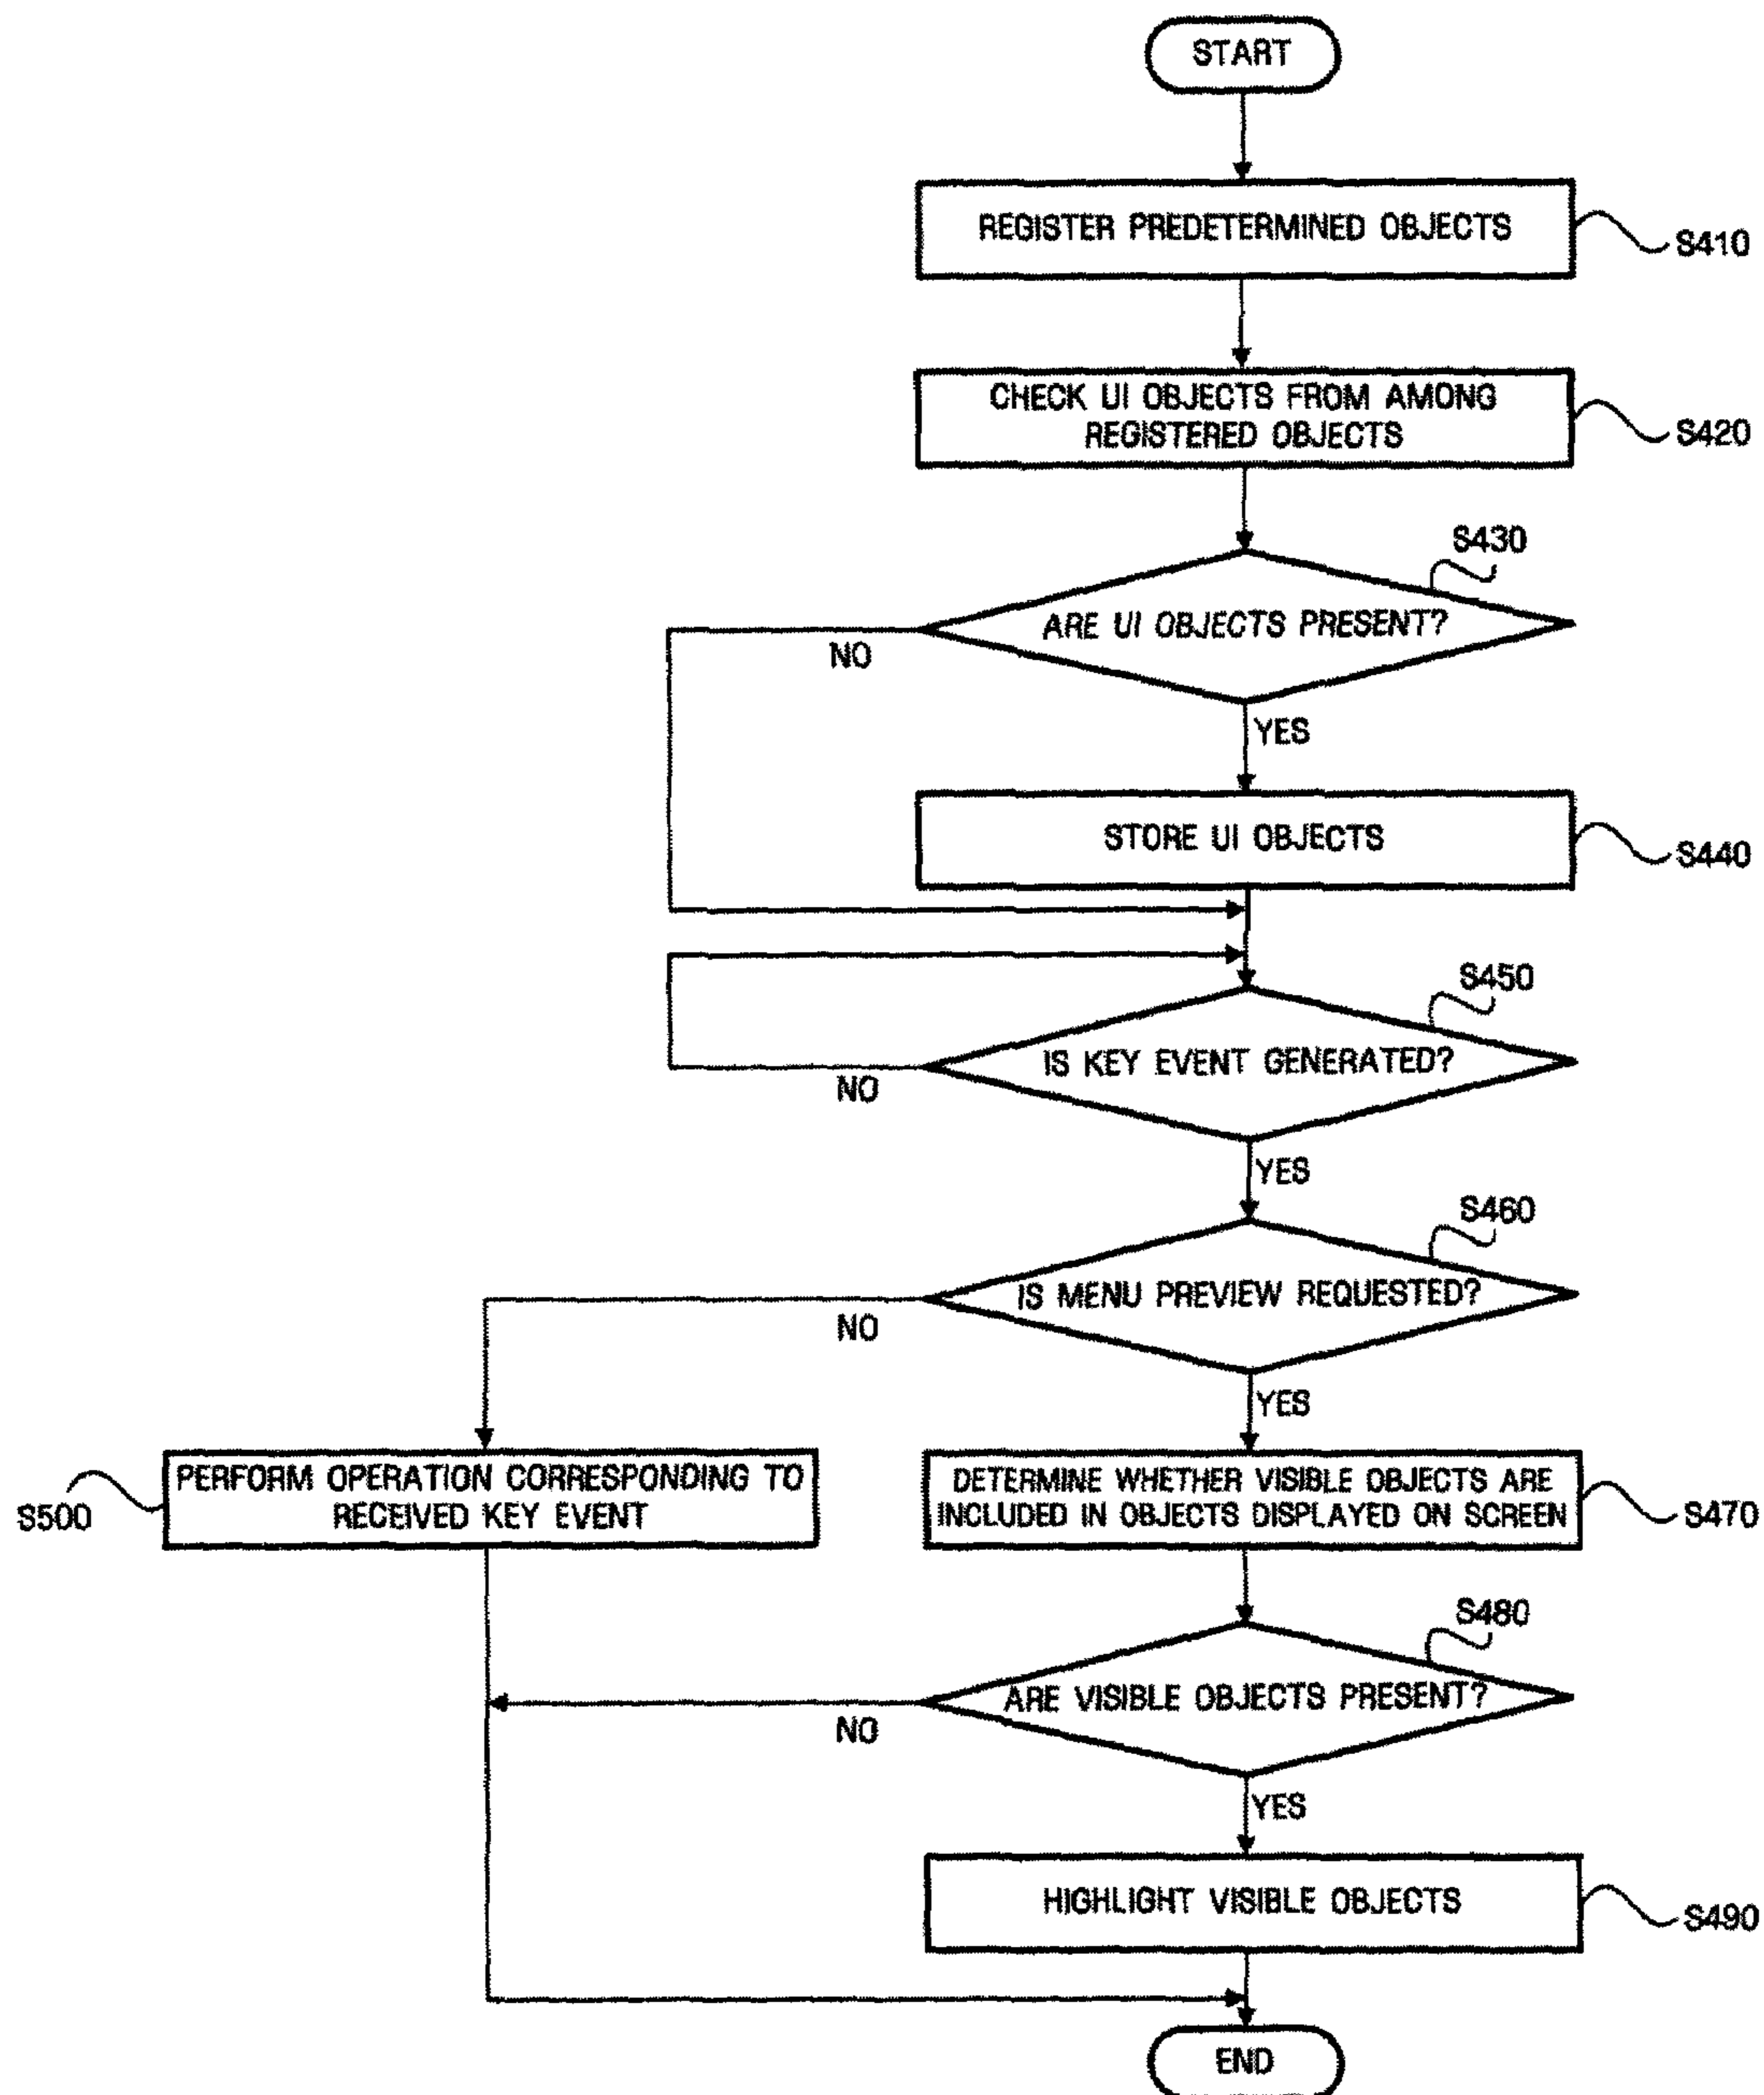 START
REGISTER PREDETERMINED OBJECTS
S410
CHECK UI OBJECTS FROM AMONG
REGISTERED OBJECTS
S420
S430
ARE UI OBJECTS PRESENT?
NO
YES
STORE UI OBJECTS
S440
S450
IS KEY EVENT GENERATED?
NO
YES
S460
IS MENU PREVIEW REQUESTED?
NO
YES
PERFORM OPERATION CORRESPONDING TO
RECEIVED KEY EVENT
S500
DETERMINE WHETHER VISIBLE OBJECTS ARE
INCLUDED IN OBJECTS DISPLAYED ON SCREEN
S470
S480
ARE VISIBLE OBJECTS PRESENT?
NO
YES
HIGHLIGHT VISIBLE OBJECTS
S490
END